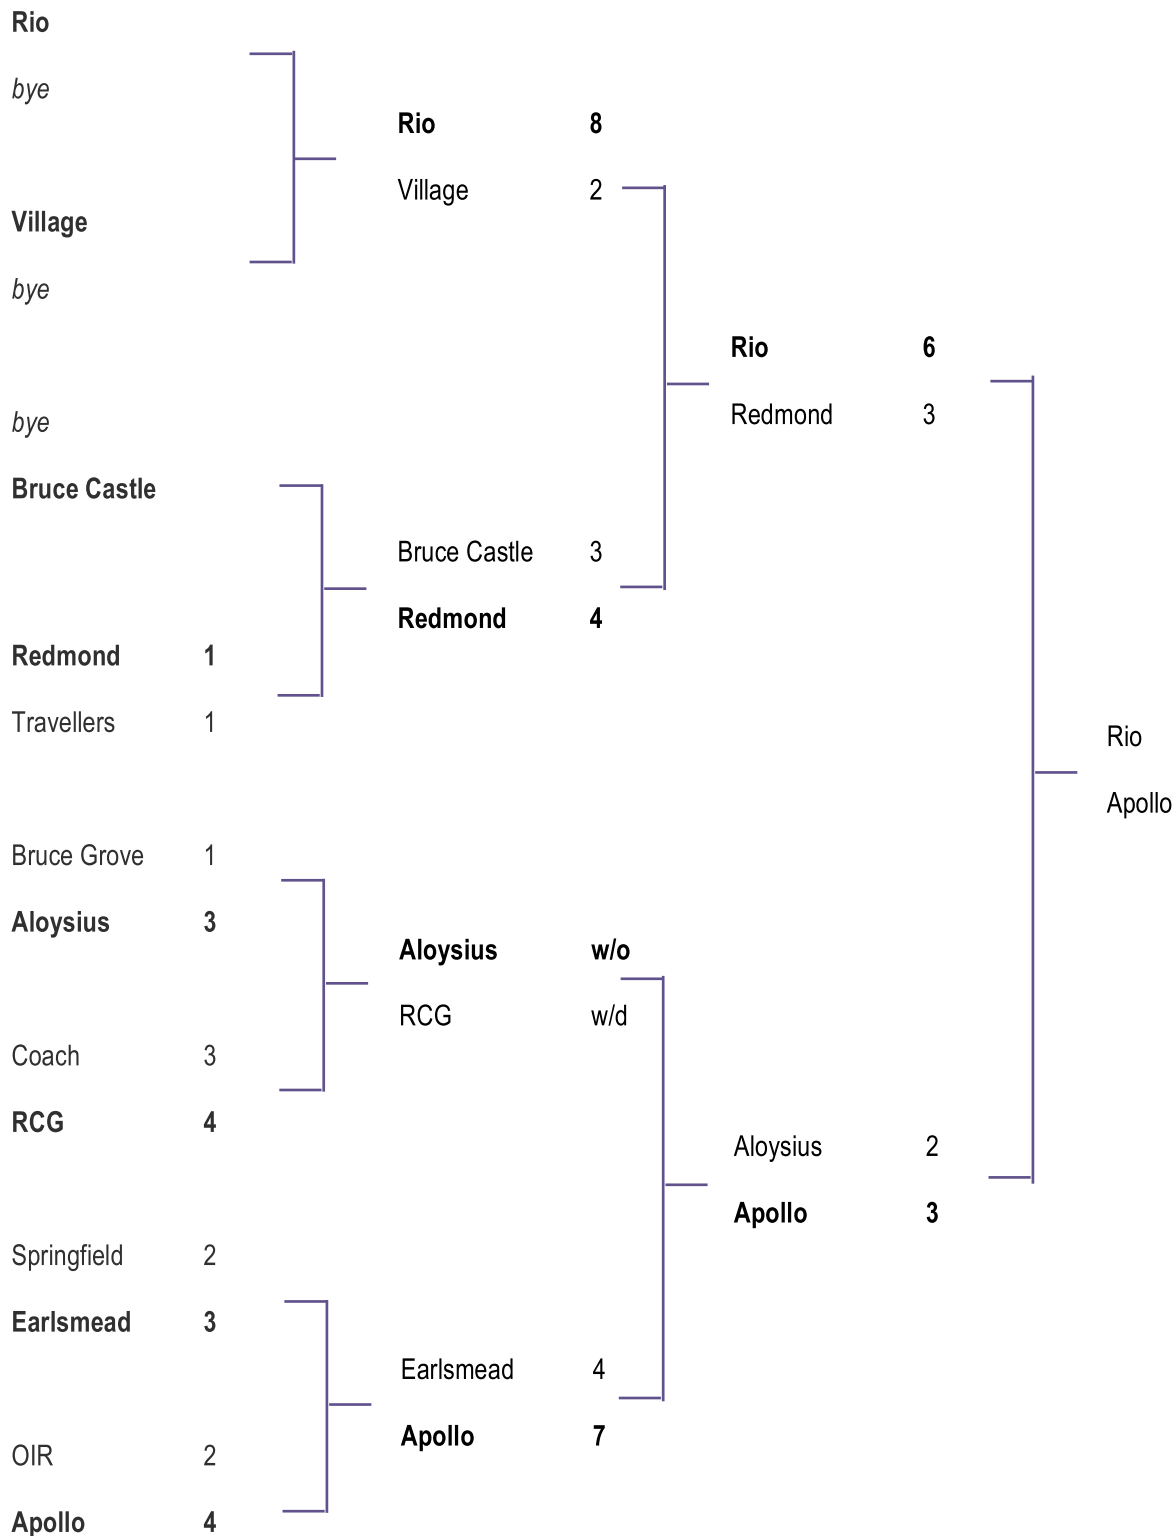 Rio
bye
Village
bye
bye
Bruce Castle
Redmond 1
Travellers 1
Bruce Grove 1
Aloysius 3
Coach 3
RCG 4
Springfield 2
Earlsmead 3
OIR 2
Apollo 4
Rio 8
Village 2
Bruce Castle 3
Redmond 4
Aloysius w/o
RCG w/d
Earlsmead 4
Apollo 7
Rio 6
Redmond 3
Aloysius 2
Apollo 3
Rio
Apollo